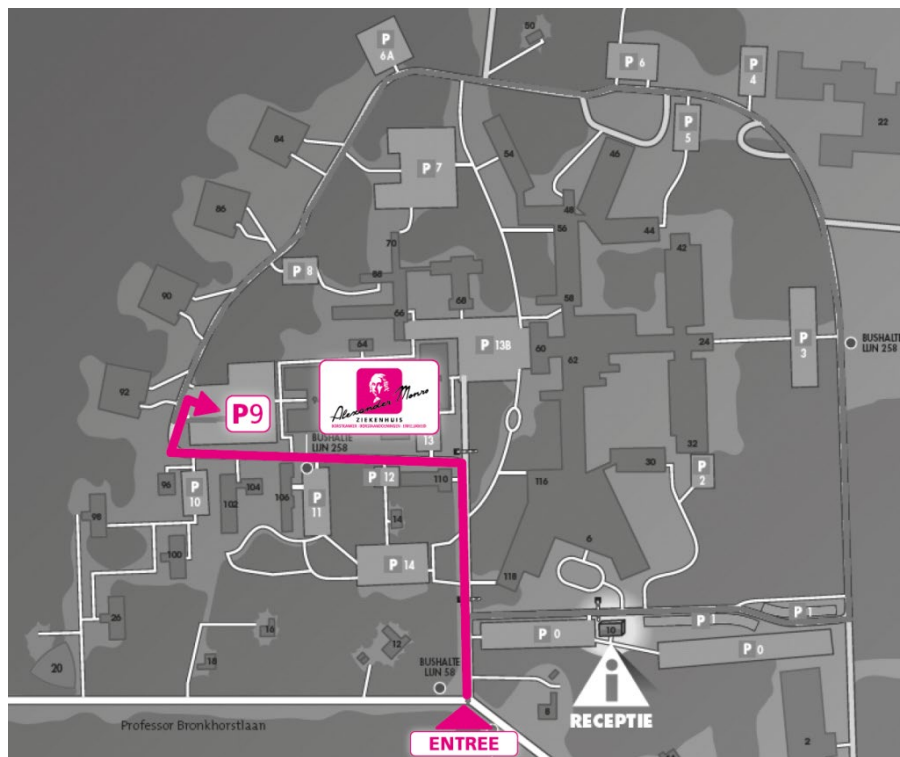 50
P
6A
P 6
P
4
22
P
5
84
54
46
P 7
86
48
44
56
70
42
P 8
88
90
58
68
66
P 13B
60
24
P
3
BUSHALTE
LIJN 258
64
62
92
Alexander Monro
ZIEKENHUIS
P9
BUSHALTE
LIJN 258
13
32
30
P
2
96
P
10
104
102
106
P
11
P 12
110
116
98
14
6
100
P 14
118
P 1
P 1
26
16
P 0
10
P 0
12
20
18
BUSHALTE
LIJN 58
8
RECEPTIE
Professor Bronkhorstlaan
ENTREE
2